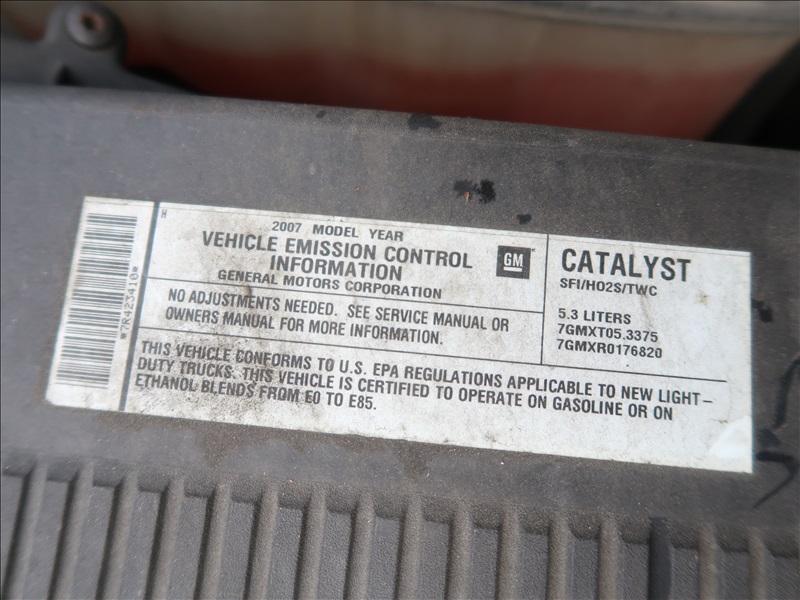 *7R423410*
H
2007 MODEL YEAR
VEHICLE EMISSION CONTROL
INFORMATION
GENERAL MOTORS CORPORATION
GM
NO ADJUSTMENTS NEEDED. SEE SERVICE MANUAL OR
OWNERS MANUAL FOR MORE INFORMATION.
CATALYST
SFI/HO2S/TWC
5.3 LITERS
7GMXT05.3375
7GMXR0176820
THIS VEHICLE CONFORMS TO U.S. EPA REGULATIONS APPLICABLE TO NEW LIGHT-
DUTY TRUCKS. THIS VEHICLE IS CERTIFIED TO OPERATE ON GASOLINE OR ON
ETHANOL BLENDS FROM E0 TO E85.